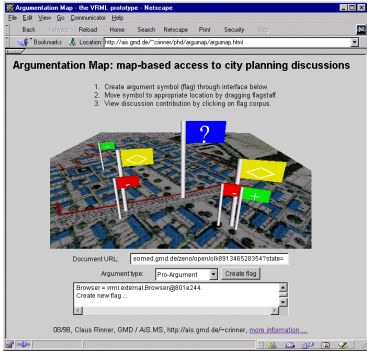 Argumentation Map - the VRML prototype - Netscape
File Edit View Go Communicator Help
Back Forward Reload Home Search Netscape Print Security Stop
Bookmarks Location: http://ais.gmd.de/~crinner/phd/argumap/argumap.html
Argumentation Map: map-based access to city planning discussions
1. Create argument symbol (flag) through interface below.
2. Move symbol to appropriate location by dragging flagstaff.
3. View discussion contribution by clicking on flag corpus.
?
+
-
- +
Document URL: eomed.gmd.de/zeno/open/olk891346528354?state=
Argument type: Pro-Argument Create flag
Browser = vrml.external.Browser@801e244.
Create new flag ...
08/98, Claus Rinner, GMD / AiS.MS, http://ais.gmd.de/~crinner, more information ...